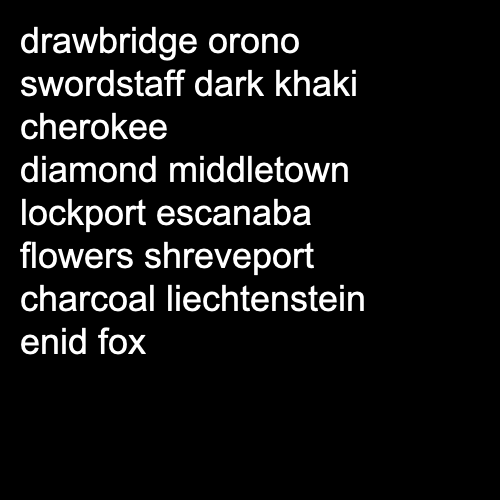 drawbridge orono
swordstaff dark khaki
cherokee
diamond middletown
lockport escanaba
flowers shreveport
charcoal liechtenstein
enid fox